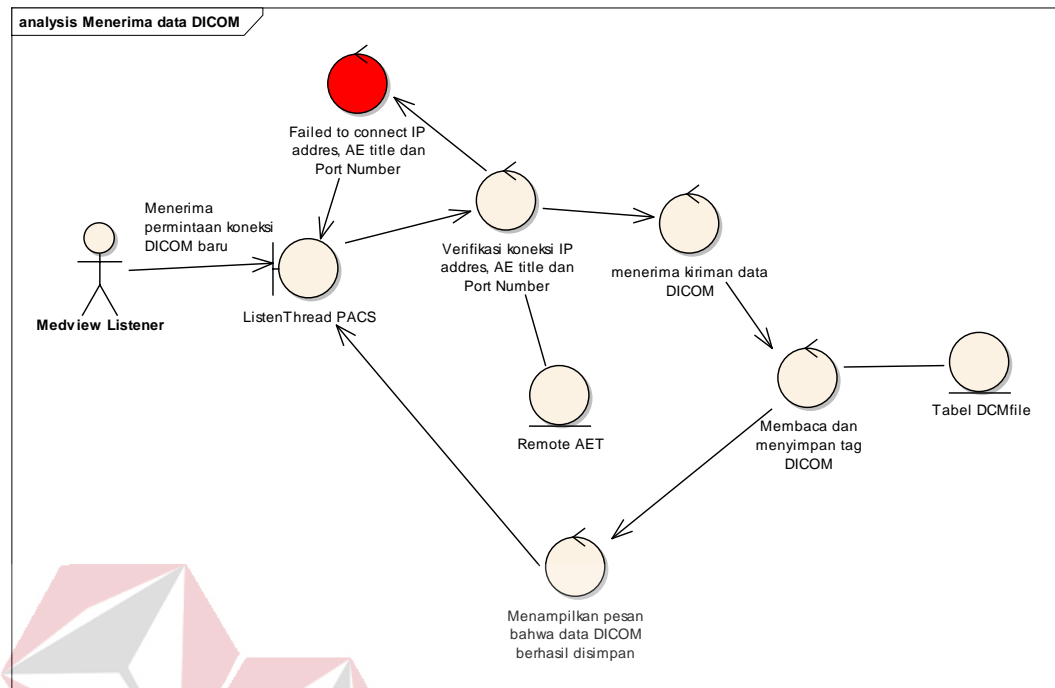 analysis Menerima data DICOM
Failed to connect IP
addres, AE title dan
Port Number
Menerima
permintaan koneksi
DICOM baru
Medview Listener
ListenThread PACS
Verifikasi koneksi IP
addres, AE title dan
Port Number
menerima kiriman data
DICOM
Remote AET
Membaca dan
menyimpan tag
DICOM
Tabel DCMfile
Menampilkan pesan
bahwa data DICOM
berhasil disimpan